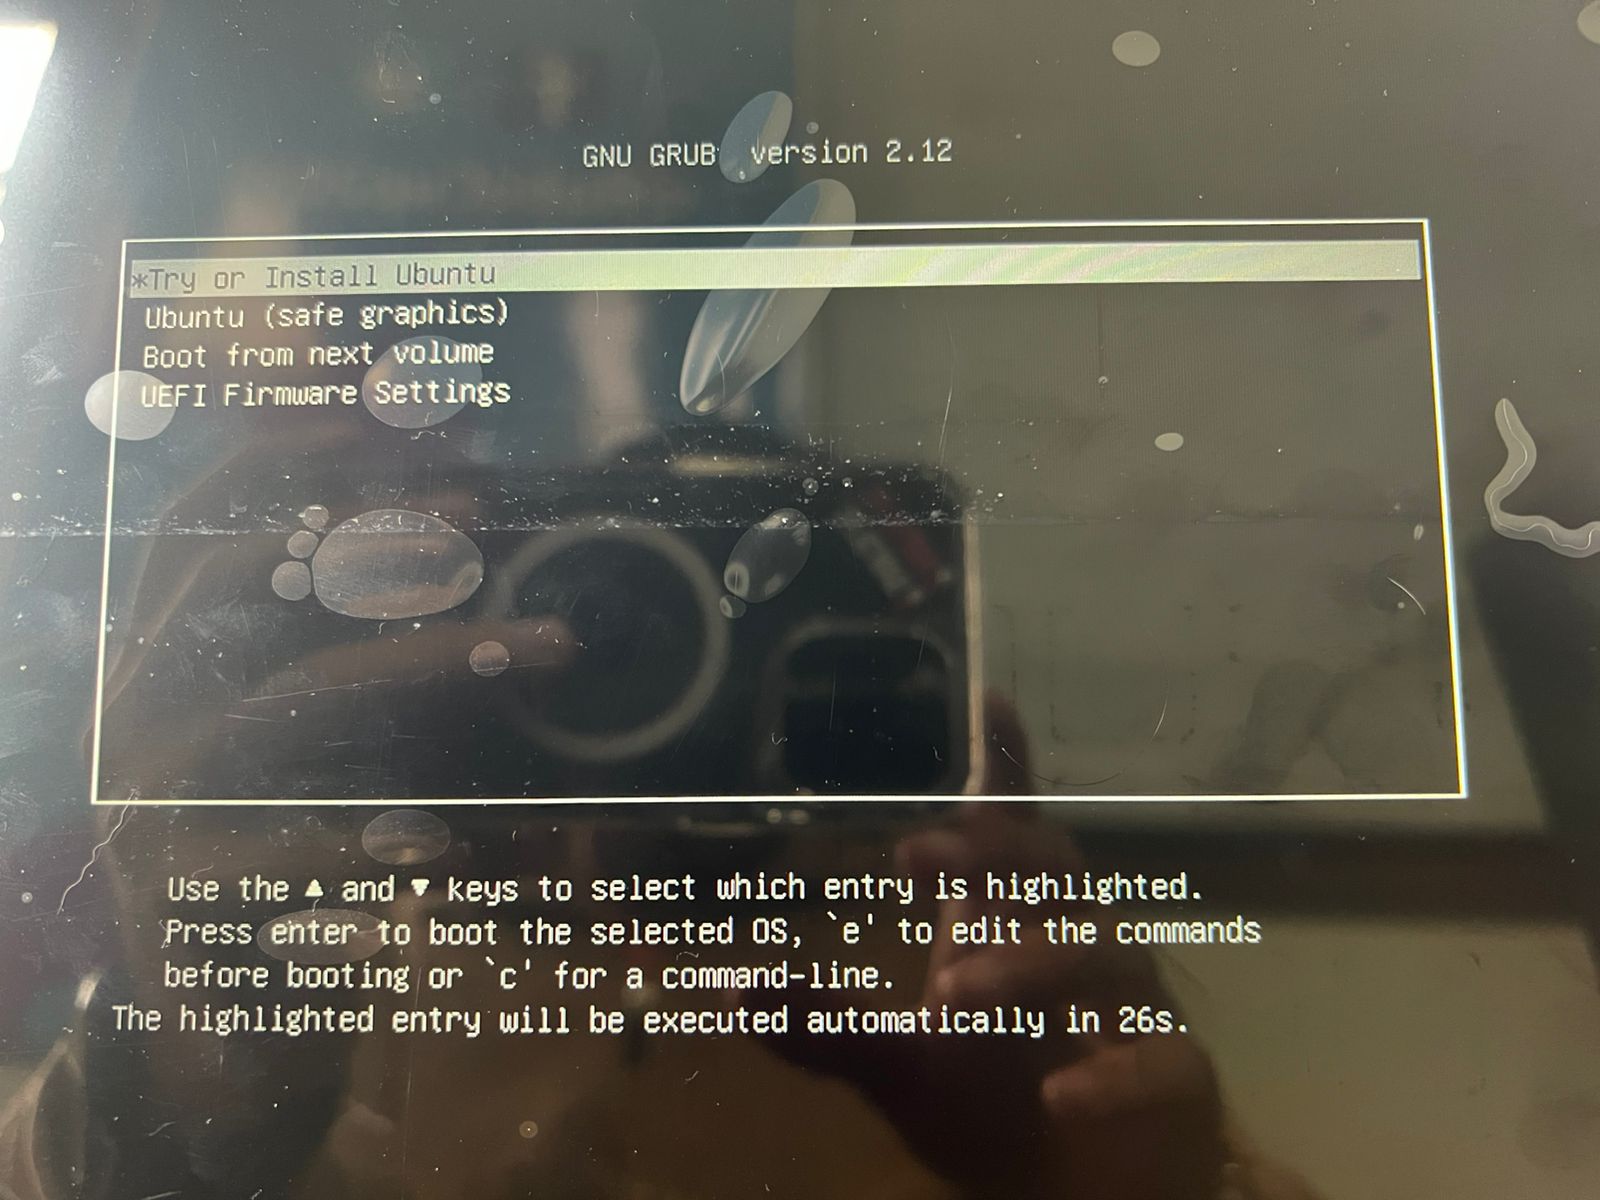 GNU GRUB version 2.12
*Try or Install Ubuntu
Ubuntu (safe graphics)
Boot from next volume
UEFI Firmware Settings
Use the ▲ and ▼ keys to select which entry is highlighted.
Press enter to boot the selected OS, `e' to edit the commands
before booting or `c' for a command-line.
The highlighted entry will be executed automatically in 26s.